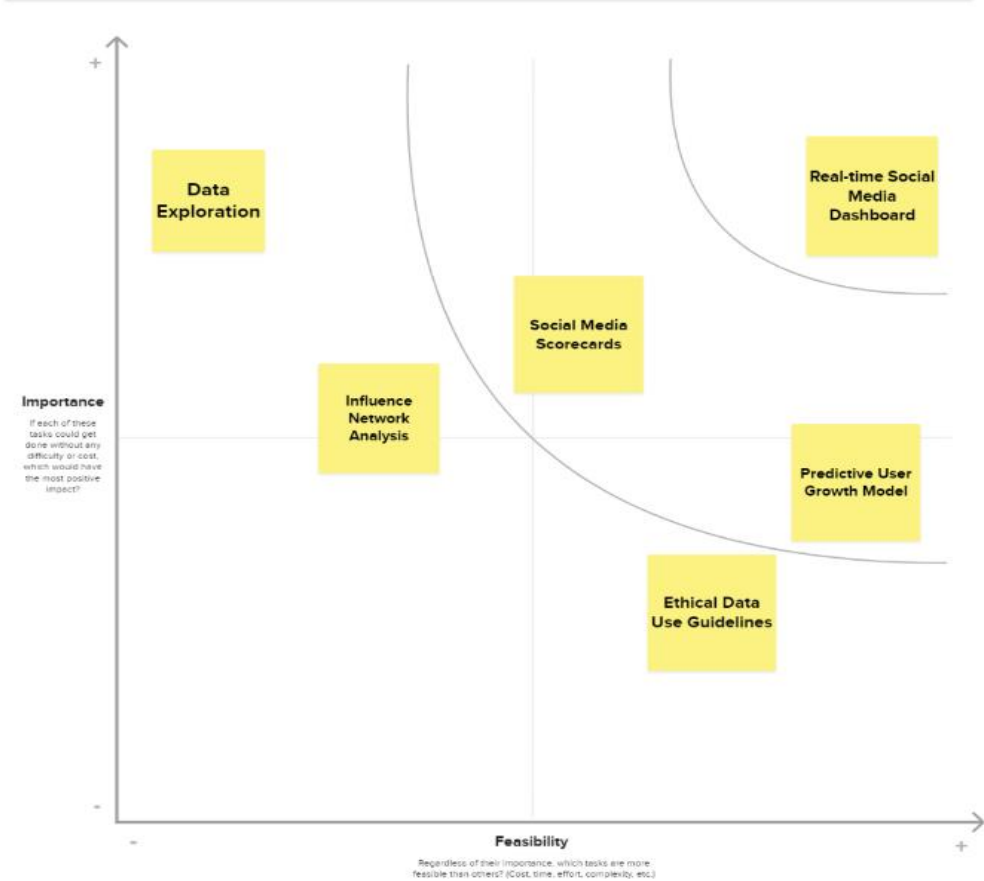 +
Data
Exploration
Real-time Social
Media
Dashboard
Social Media
Scorecards
Influence
Network
Analysis
Importance
If each of these
tasks could get
done without any
difficulty or cost,
which would have
the most positive
impact?
Predictive User
Growth Model
Ethical Data
Use Guidelines
-
-
Feasibility
+
Regardless of their importance, which tasks are more
feasible than others? (Cost, time, effort, complexity, etc.)